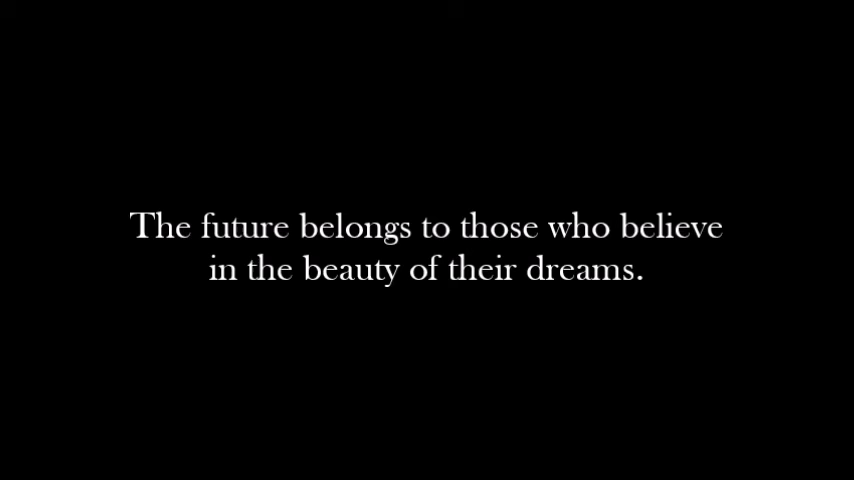 The future belongs to those who believe
in the beauty of their dreams.